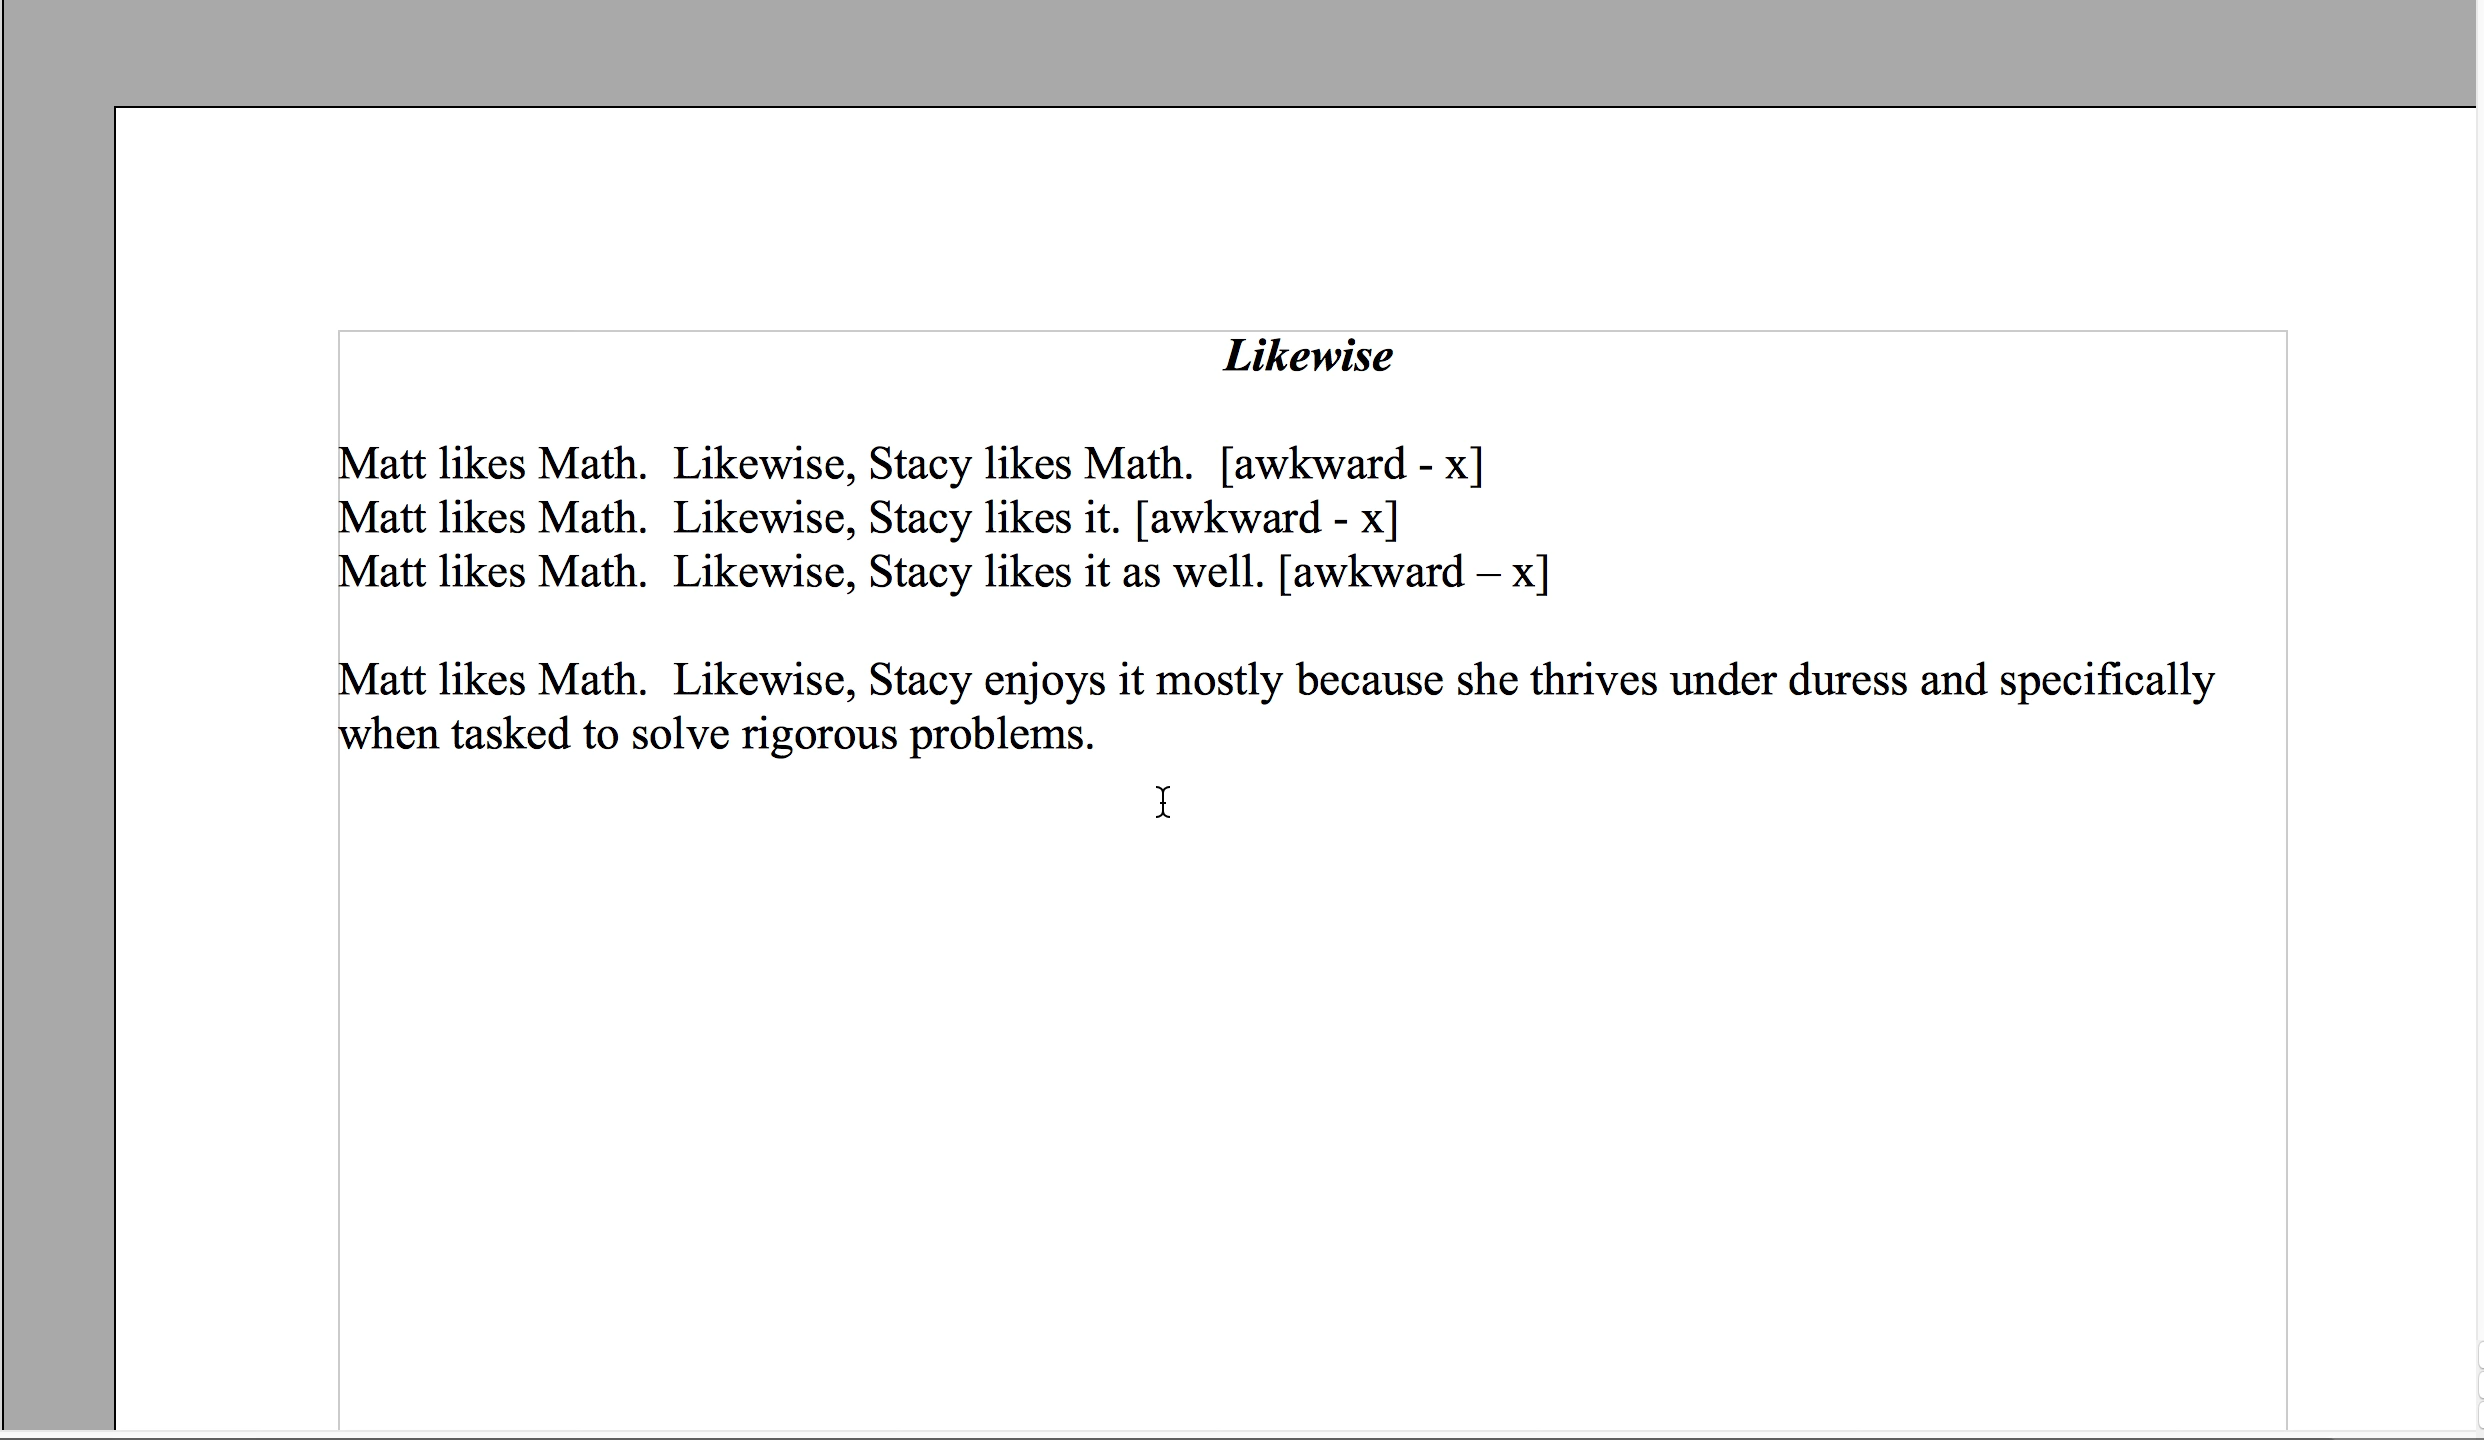 Likewise
Matt likes Math.  Likewise, Stacy likes Math.  [awkward - x]
Matt likes Math.  Likewise, Stacy likes it. [awkward - x]
Matt likes Math.  Likewise, Stacy likes it as well. [awkward – x]
Matt likes Math.  Likewise, Stacy enjoys it mostly because she thrives under duress and specifically
when tasked to solve rigorous problems.